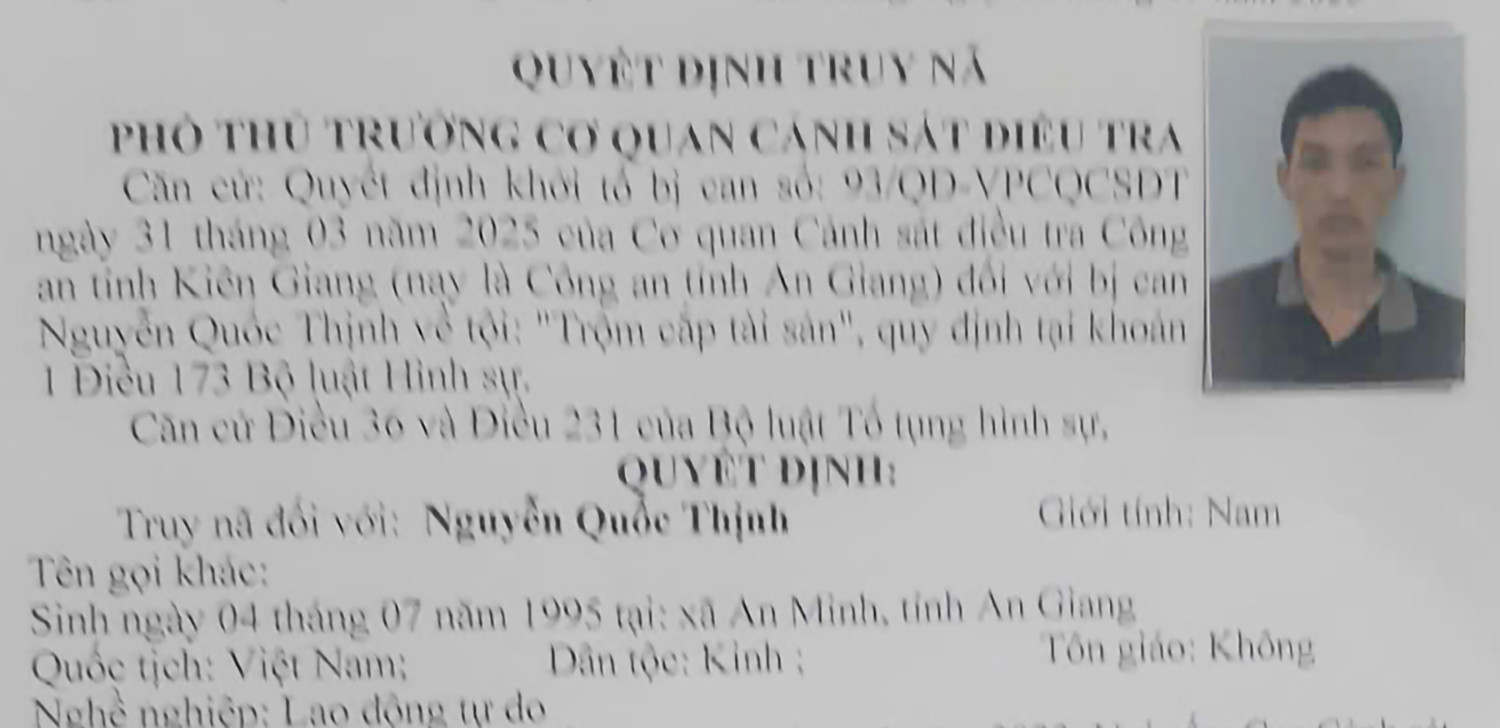 QUYẾT ĐỊNH TRUY NÃ
PHÓ THỦ TRƯỞNG CƠ QUAN CẢNH SÁT ĐIỀU TRA
Căn cứ: Quyết định khởi tố bị can số: 93/QĐ-VPCQCSĐT
ngày 31 tháng 03 năm 2025 của Cơ quan Cảnh sát điều tra Công
an tỉnh Kiên Giang (nay là Công an tỉnh An Giang) đối với bị can
Nguyễn Quốc Thịnh về tội: "Trộm cắp tài sản", quy định tại khoản
1 Điều 173 Bộ luật Hình sự.
Căn cứ Điều 36 và Điều 231 của Bộ luật Tố tụng hình sự,
QUYẾT ĐỊNH:
Truy nã đối với: Nguyễn Quốc Thịnh Giới tính: Nam
Tên gọi khác:
Sinh ngày 04 tháng 07 năm 1995 tại: xã An Minh, tỉnh An Giang
Quốc tịch: Việt Nam; Dân tộc: Kinh ; Tôn giáo: Không
Nghề nghiệp: Lao động tự do